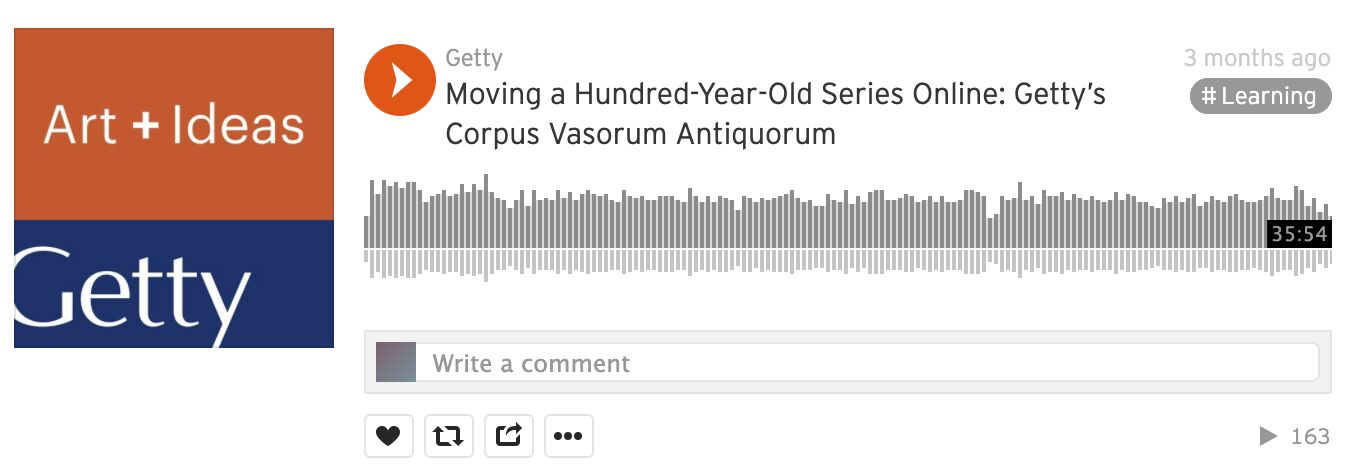 Art + Ideas
Getty
Getty
3 months ago
Moving a Hundred-Year-Old Series Online: Getty’s
Corpus Vasorum Antiquorum
# Learning
35:54
Write a comment
163